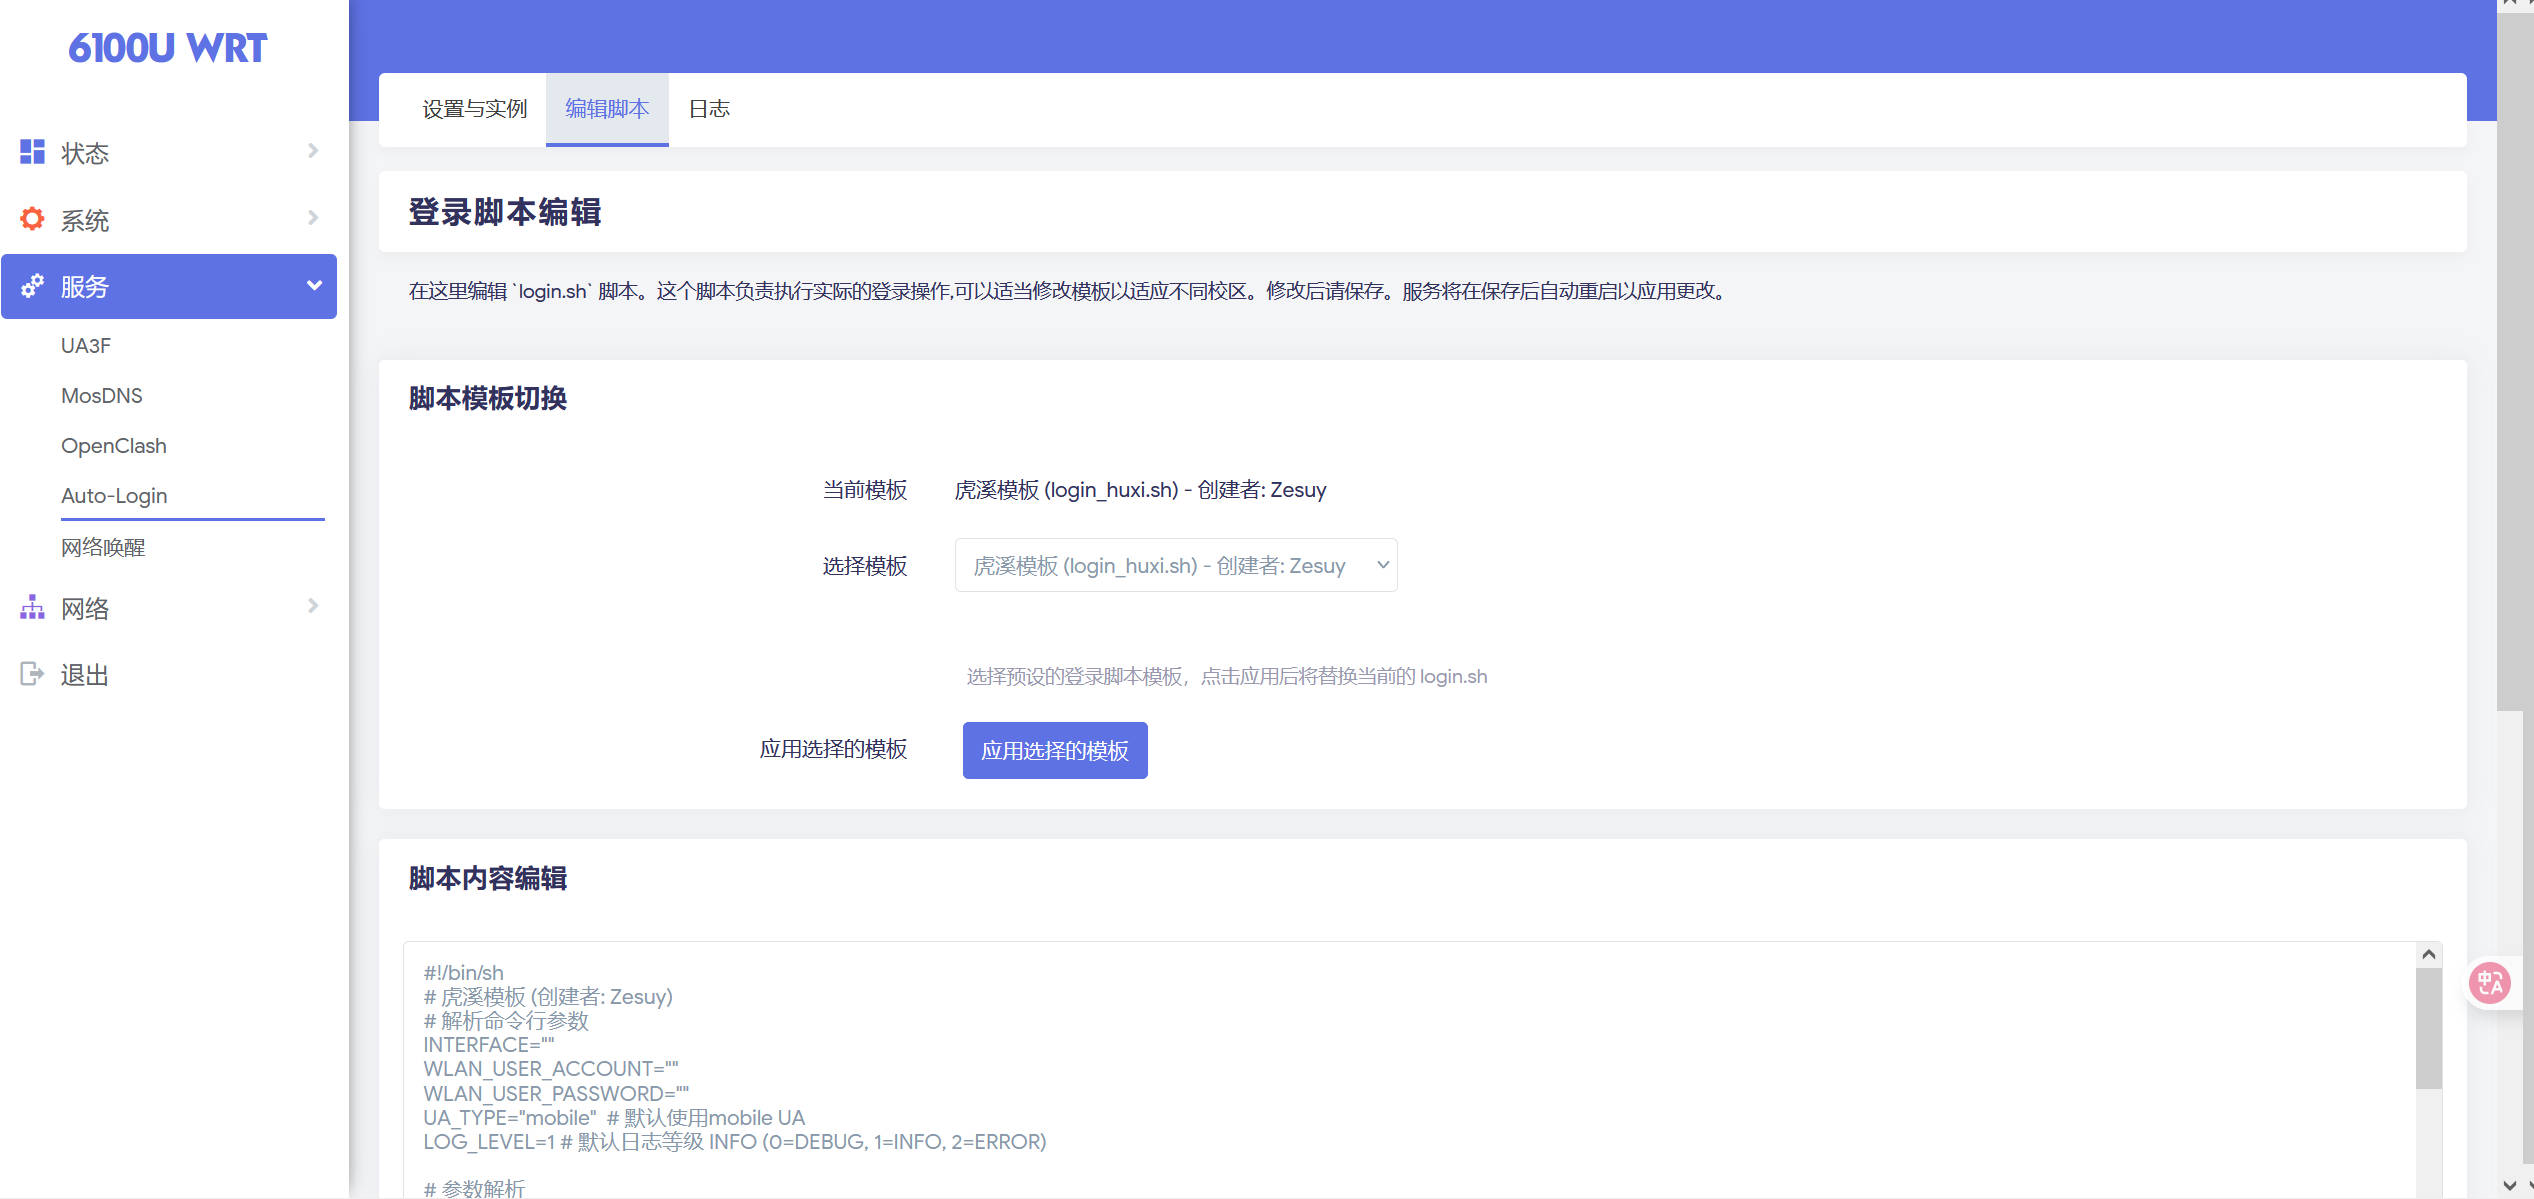 6100U WRT
状态
系统
服务
UA3F
MosDNS
OpenClash
Auto-Login
网络唤醒
网络
退出
设置与实例
编辑脚本
日志
登录脚本编辑
在这里编辑 `login.sh` 脚本。这个脚本负责执行实际的登录操作,可以适当修改模板以适应不同校区。修改后请保存。服务将在保存后自动重启以应用更改。
脚本模板切换
当前模板 虎溪模板 (login_huxi.sh) - 创建者: Zesuy
选择模板 虎溪模板 (login_huxi.sh) - 创建者: Zesuy
选择预设的登录脚本模板，点击应用后将替换当前的 login.sh
应用选择的模板 应用选择的模板
脚本内容编辑
#!/bin/sh
# 虎溪模板 (创建者: Zesuy)
# 解析命令行参数
INTERFACE=""
WLAN_USER_ACCOUNT=""
WLAN_USER_PASSWORD=""
UA_TYPE="mobile"  # 默认使用mobile UA
LOG_LEVEL=1 # 默认日志等级 INFO (0=DEBUG, 1=INFO, 2=ERROR)
# 参数解析
中A